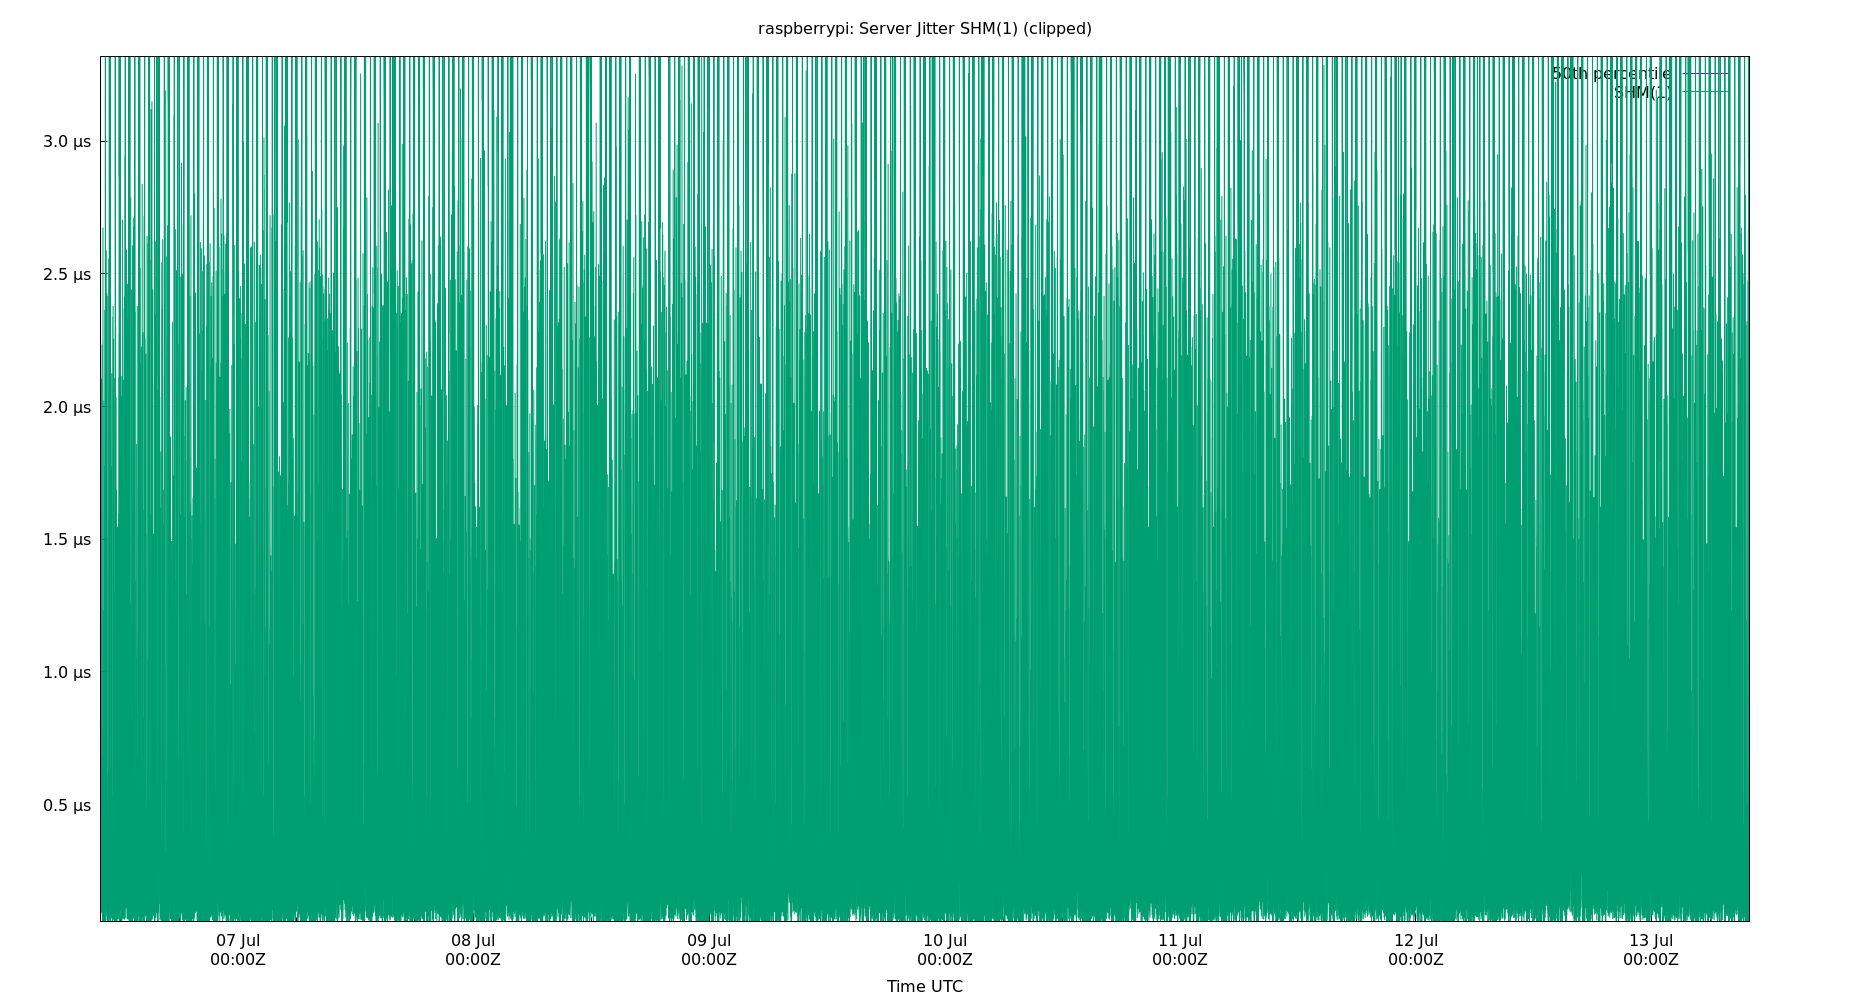 raspberrypi: Server Jitter SHM(1) (clipped)
50th percentile
SHM(1)
3.0 µs
2.5 µs
2.0 µs
1.5 µs
1.0 µs
0.5 µs
07 Jul 08 Jul 09 Jul 10 Jul 11 Jul 12 Jul 13 Jul
00:00Z 00:00Z 00:00Z 00:00Z 00:00Z 00:00Z 00:00Z
Time UTC